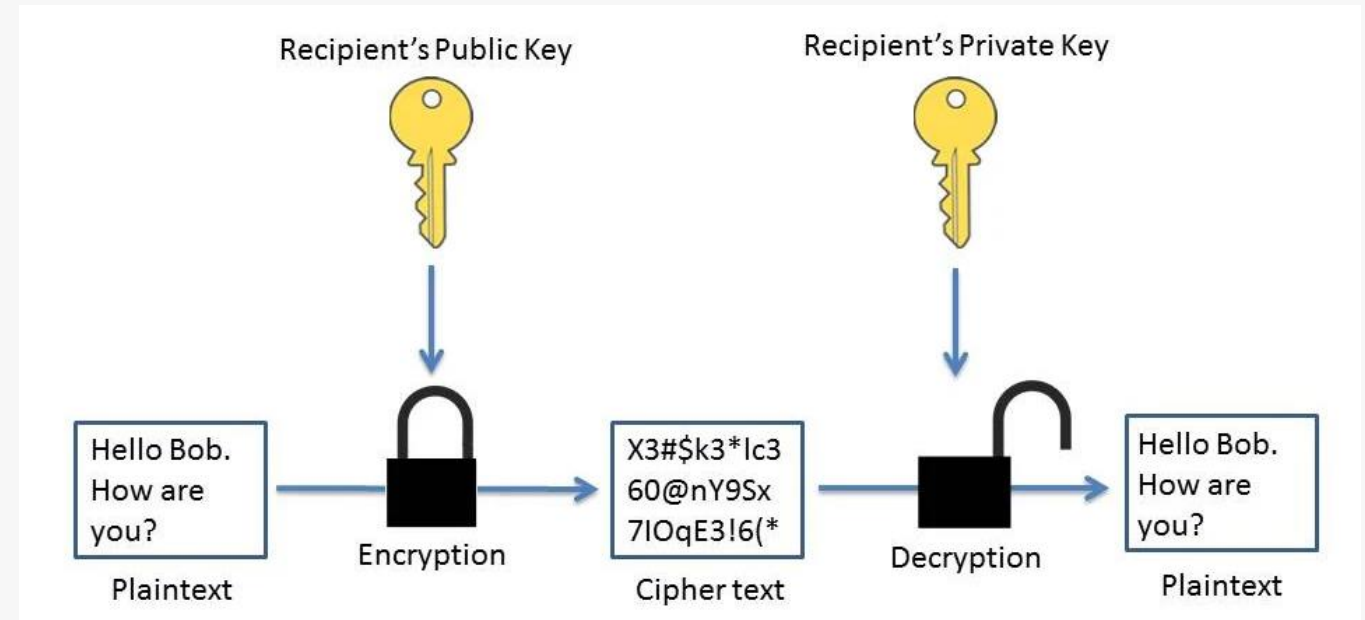 Recipient's Public Key
Recipient's Private Key
Hello Bob.
How are
you?
Plaintext
Encryption
X3#$k3*lc3
60@nY9Sx
7IOqE3!6(*
Cipher text
Decryption
Hello Bob.
How are
you?
Plaintext